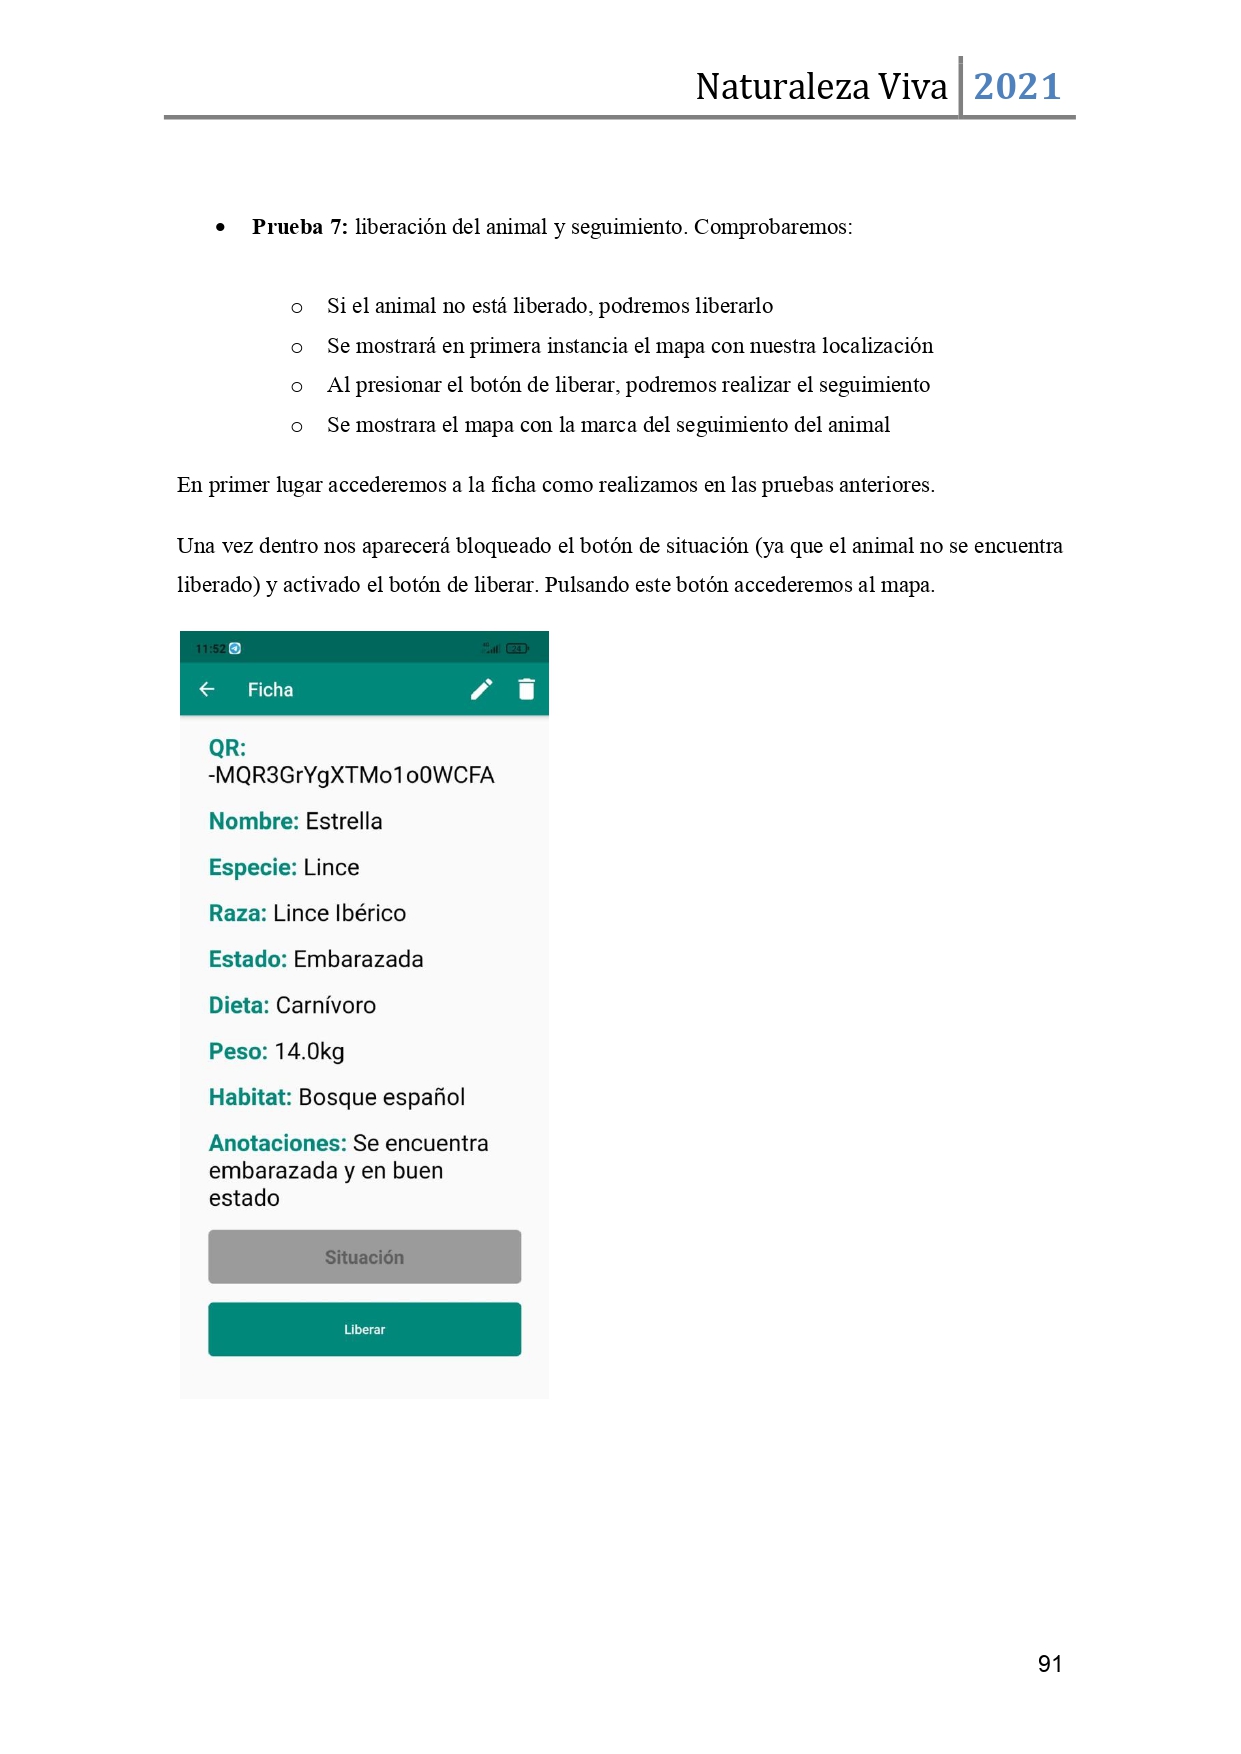 Naturaleza Viva 2021
• Prueba 7: liberación del animal y seguimiento. Comprobaremos:
o Si el animal no está liberado, podremos liberarlo
o Se mostrará en primera instancia el mapa con nuestra localización
o Al presionar el botón de liberar, podremos realizar el seguimiento
o Se mostrara el mapa con la marca del seguimiento del animal
En primer lugar accederemos a la ficha como realizamos en las pruebas anteriores.
Una vez dentro nos aparecerá bloqueado el botón de situación (ya que el animal no se encuentra
liberado) y activado el botón de liberar. Pulsando este botón accederemos al mapa.
11:52
Ficha
QR:
-MQR3GrYgXTMo1o0WCFA
Nombre: Estrella
Especie: Lince
Raza: Lince Ibérico
Estado: Embarazada
Dieta: Carnívoro
Peso: 14.0kg
Habitat: Bosque español
Anotaciones: Se encuentra
embarazada y en buen
estado
Situación
Liberar
91